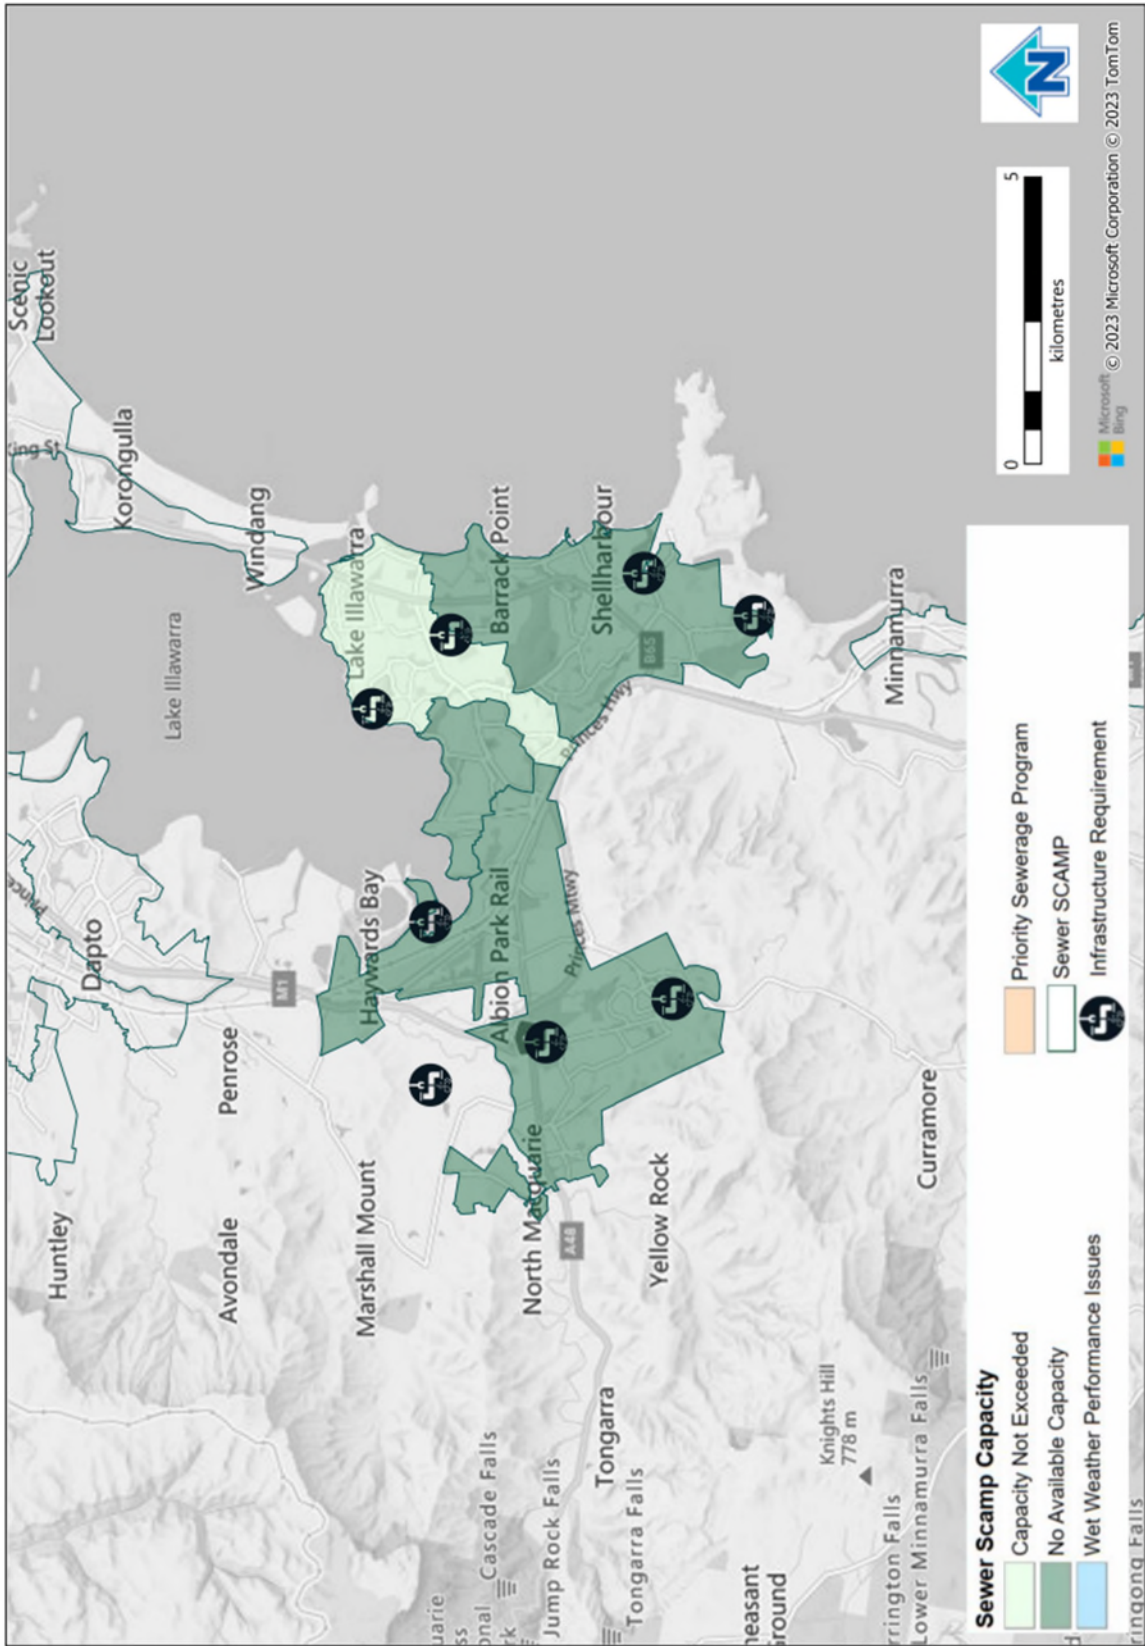 Scenic
Lookout
King St
Korongulla
Windang
Lake Illawarra
Lake Illawarra
Barrack Point
Shellharbour
B65
Princes Hwy
Minnamurra
Dapto
M1
Haywards Bay
Albion Park Rail
Princes Mtwy
Penrose
Huntley
Avondale
Marshall Mount
North Macquarie
A48
Yellow Rock
Curramore
Tongarra
Knights Hill
778 m
Cascade Falls
Jump Rock Falls
Tongarra Falls
Lower Minnamurra Falls
Sewer Scamp Capacity
Capacity Not Exceeded
No Available Capacity
Wet Weather Performance Issues
Priority Sewerage Program
Sewer SCAMP
Infrastructure Requirement
0 5
kilometres
N
Microsoft
Bing
© 2023 Microsoft Corporation © 2023 TomTom